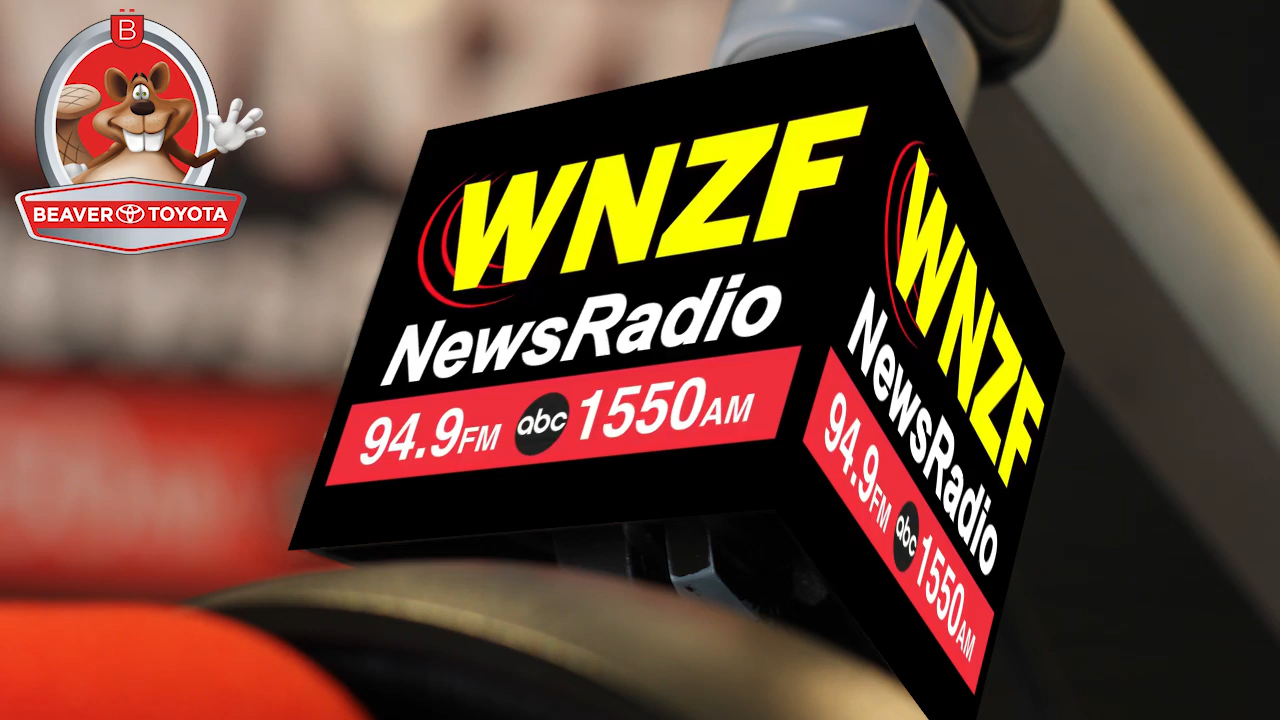 B̈
BEAVER TOYOTA
WNZF
NewsRadio
94.9FM abc 1550AM
WNZF
NewsRadio
94.9FM abc 1550AM